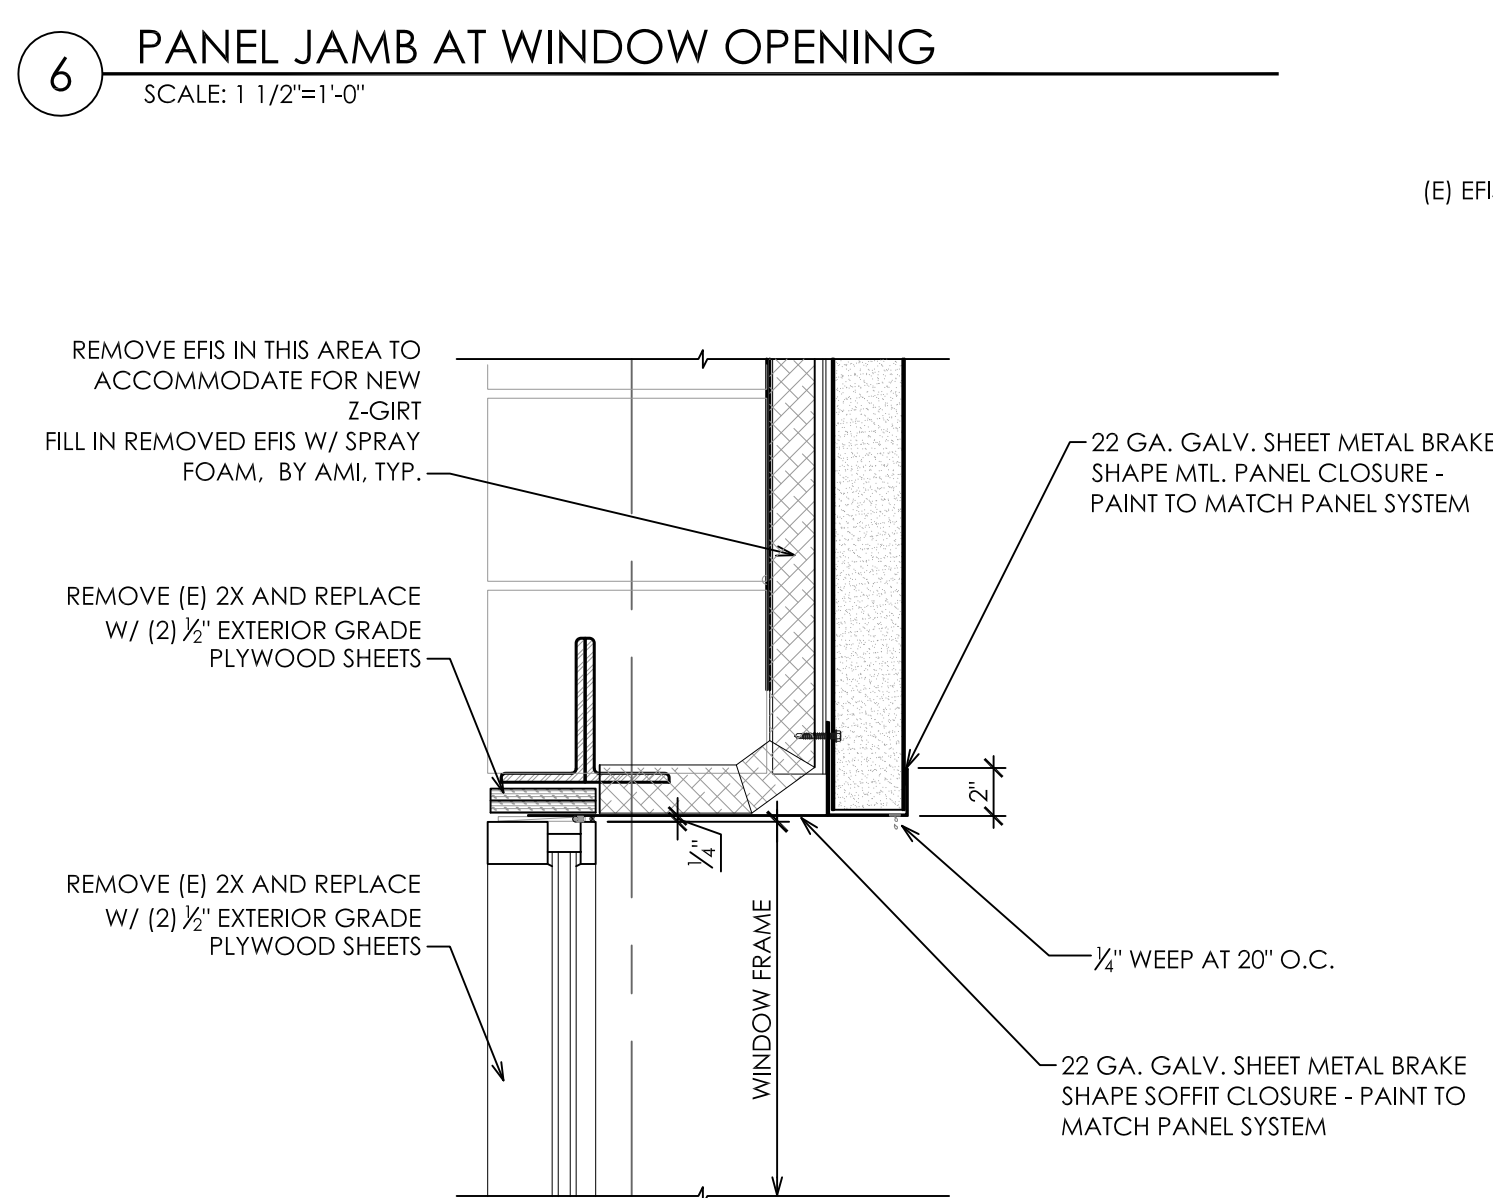 6
PANEL JAMB AT WINDOW OPENING
SCALE: 1 1/2"=1'-0"
(E) EFI
REMOVE EFIS IN THIS AREA TO
ACCOMMODATE FOR NEW
Z-GIRT
FILL IN REMOVED EFIS W/ SPRAY
FOAM, BY AMI, TYP.
22 GA. GALV. SHEET METAL BRAKE
SHAPE MTL. PANEL CLOSURE -
PAINT TO MATCH PANEL SYSTEM
REMOVE (E) 2X AND REPLACE
W/ (2) ½" EXTERIOR GRADE
PLYWOOD SHEETS
2"
¼"
REMOVE (E) 2X AND REPLACE
W/ (2) ½" EXTERIOR GRADE
PLYWOOD SHEETS
WINDOW FRAME
¼" WEEP AT 20" O.C.
22 GA. GALV. SHEET METAL BRAKE
SHAPE SOFFIT CLOSURE - PAINT TO
MATCH PANEL SYSTEM